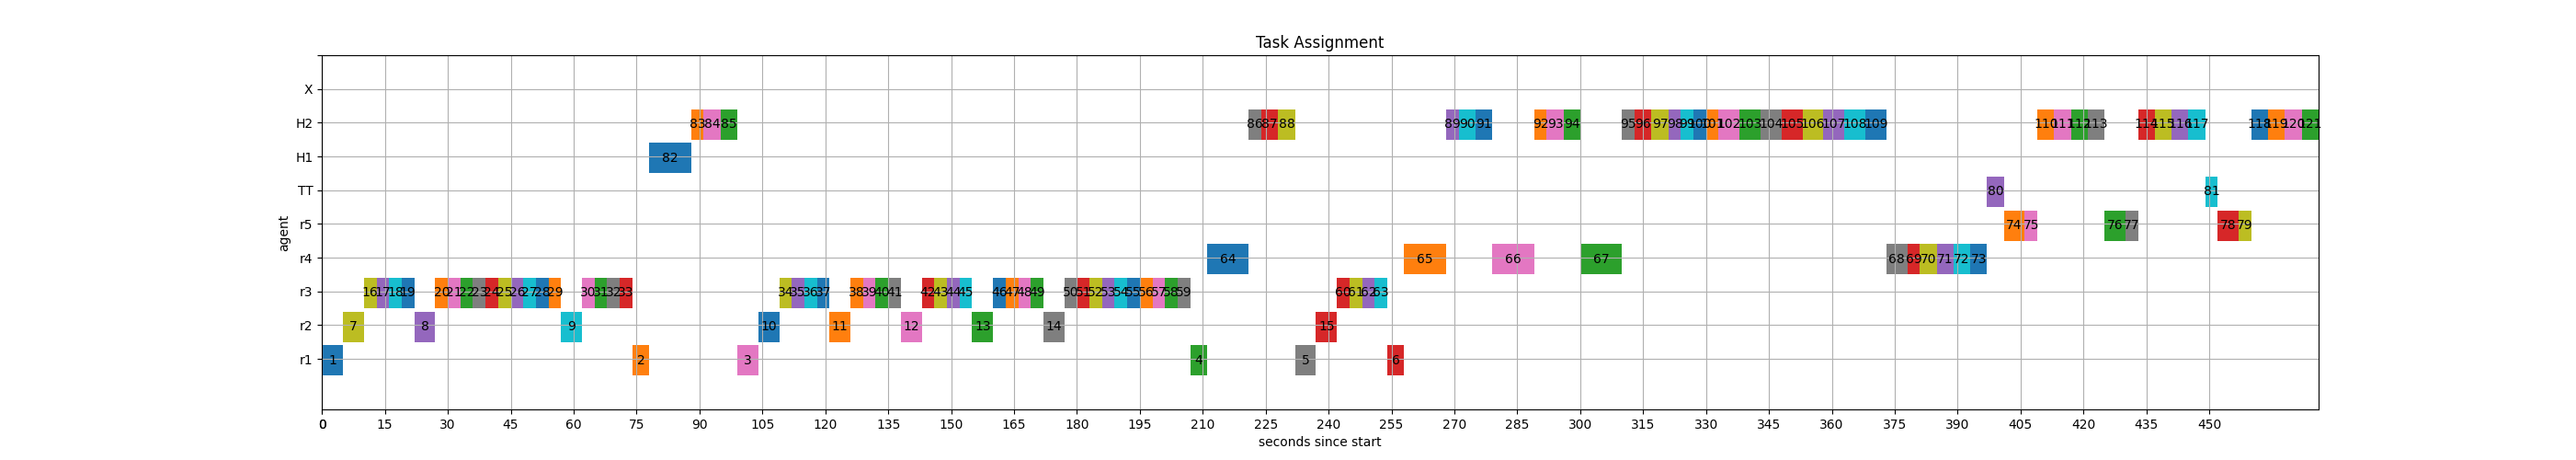 Task Assignment
X
H2 83 84 85 86 87 88 89 90 91 92 93 94 95 96 97 98 99 100 101 102 103 104 105 106 107 108 109 110 111 112 113 114 115 116 117 118 119 120 121
H1 82
TT 80 81
r5 74 75 76 77 78 79
r4 64 65 66 67 68 69 70 71 72 73
r3 16 17 18 19 20 21 22 23 24 25 26 27 28 29 30 31 32 33 34 35 36 37 38 39 40 41 42 43 44 45 46 47 48 49 50 51 52 53 54 55 56 57 58 59 60 61 62 63
r2 7 8 9 10 11 12 13 14 15
r1 1 2 3 4 5 6
agent
0 15 30 45 60 75 90 105 120 135 150 165 180 195 210 225 240 255 270 285 300 315 330 345 360 375 390 405 420 435 450
seconds since start